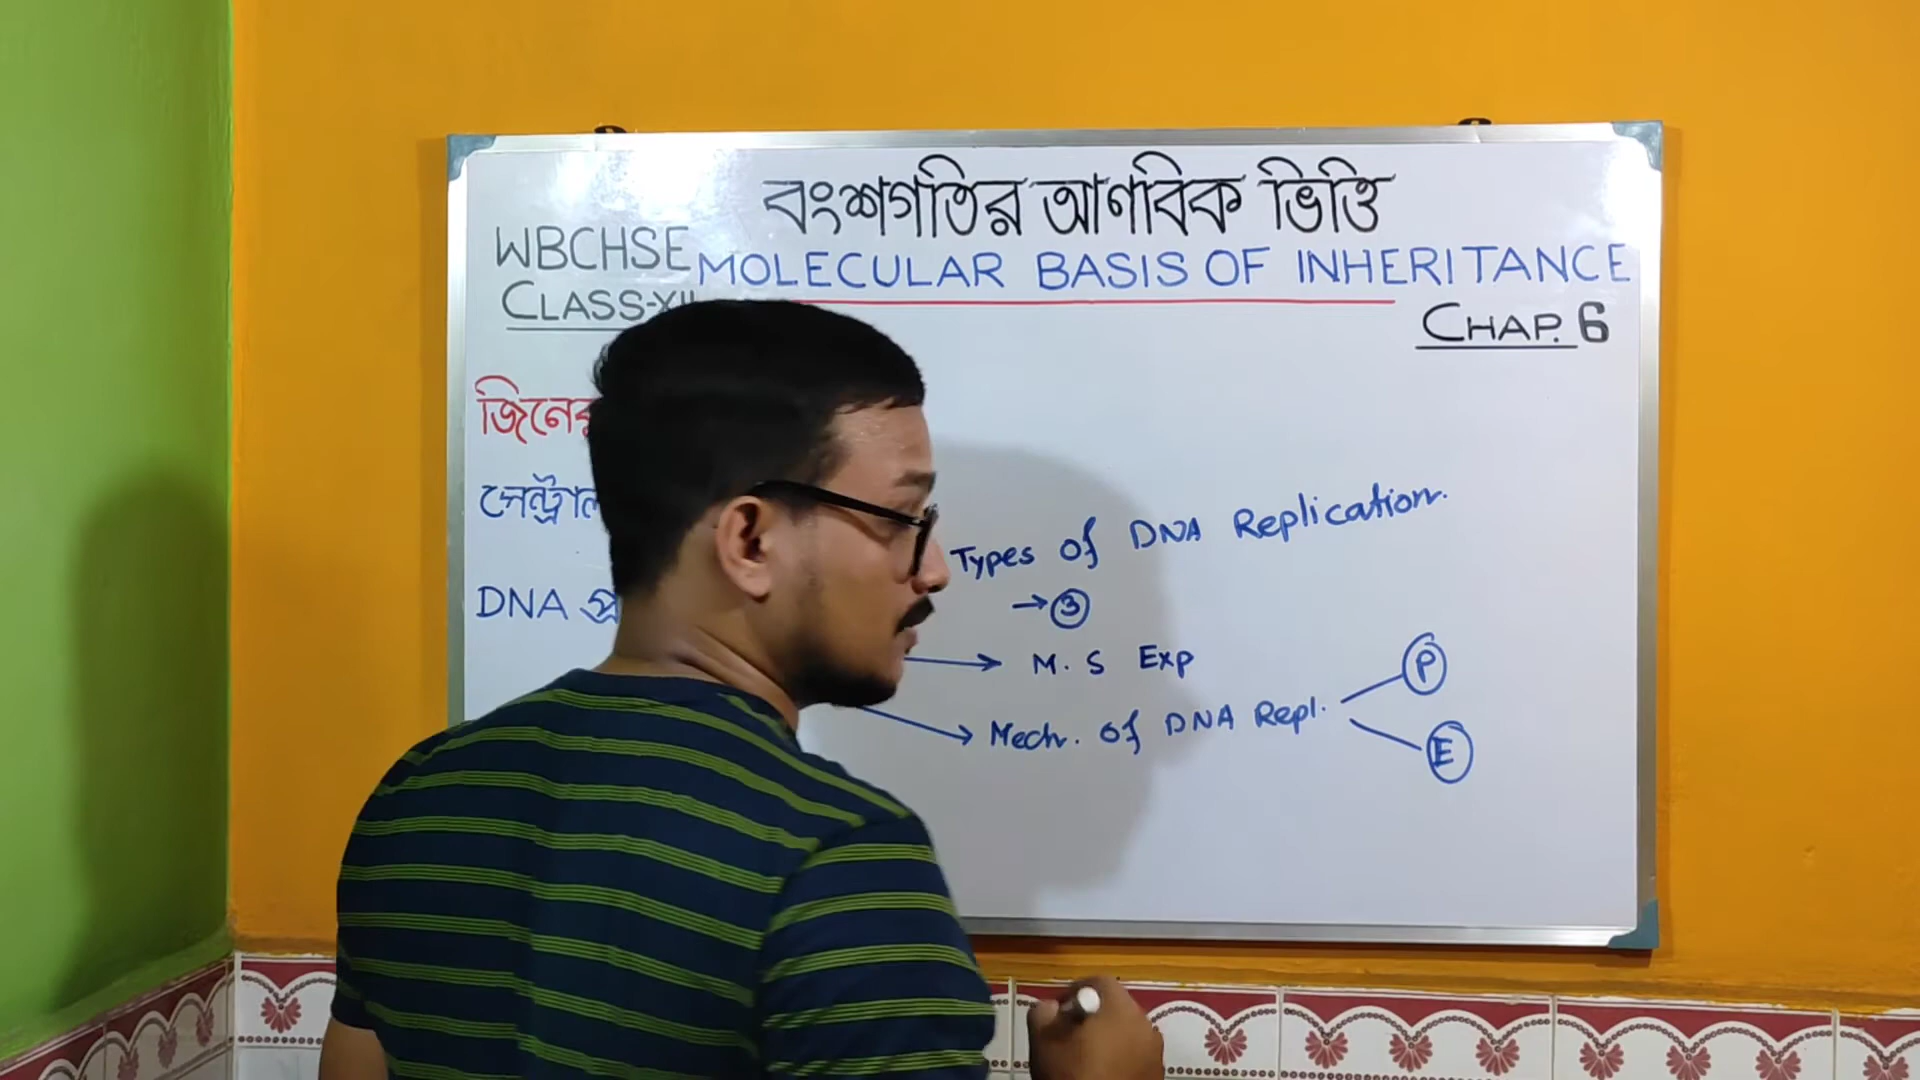 বংশগতির আণবিক ভিত্তি
WBCHSE MOLECULAR BASIS OF INHERITANCE
CLASS-XII
CHAP. 6
জিনের
সেন্ট্রাল
Types of DNA Replication.
DNA
→ 3
M. S Exp
P
Mech. of DNA Repl.
E